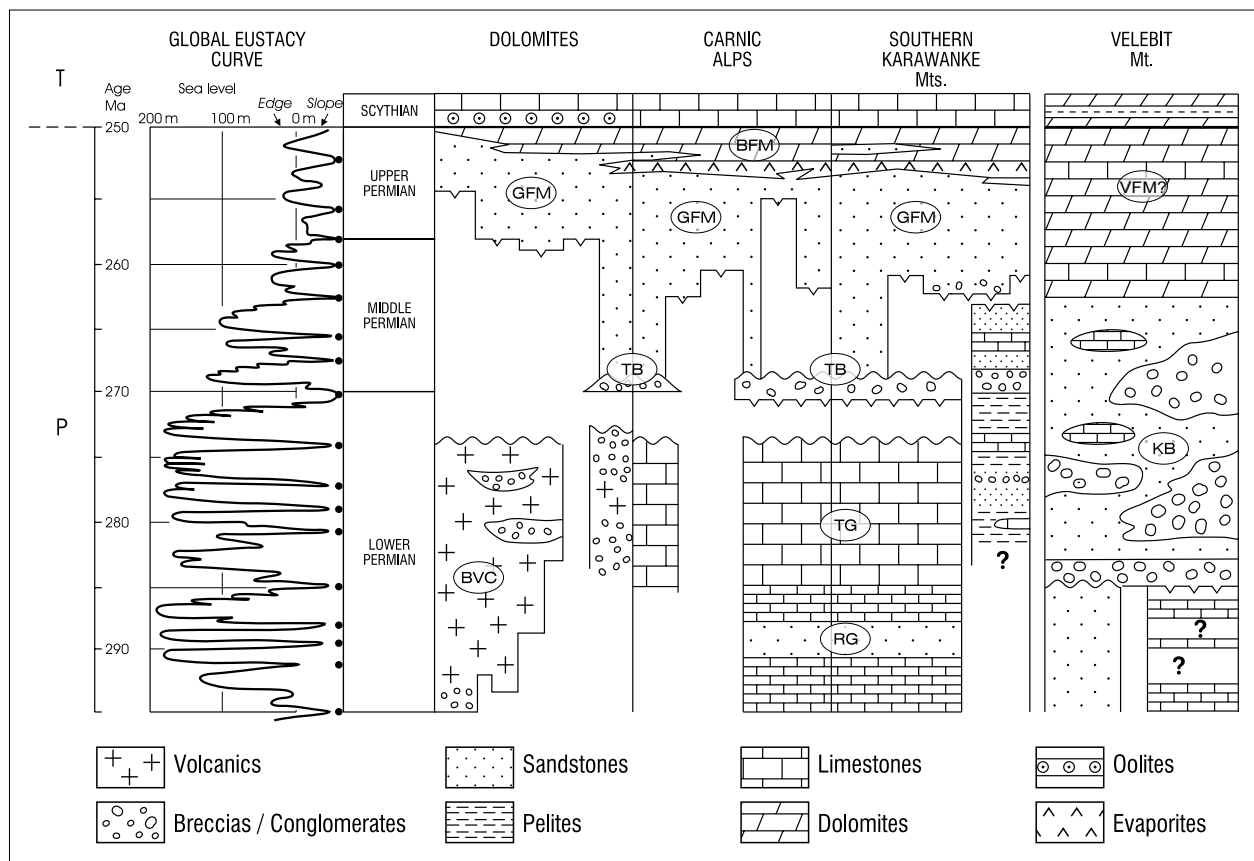 GLOBAL EUSTACY
CURVE
DOLOMITES
CARNIC
ALPS
SOUTHERN
KARAWANKE
Mts.
VELEBIT
Mt.
T
Age
Ma
Sea level
Edge
Slope
200 m
100 m
0 m
SCYTHIAN
250
UPPER
PERMIAN
BFM
GFM
GFM
GFM
VFM?
260
MIDDLE
PERMIAN
TB
TB
270
P
KB
280
LOWER
PERMIAN
TG
BVC
?
290
RG
?
?
Volcanics
Sandstones
Limestones
Oolites
Breccias / Conglomerates
Pelites
Dolomites
Evaporites